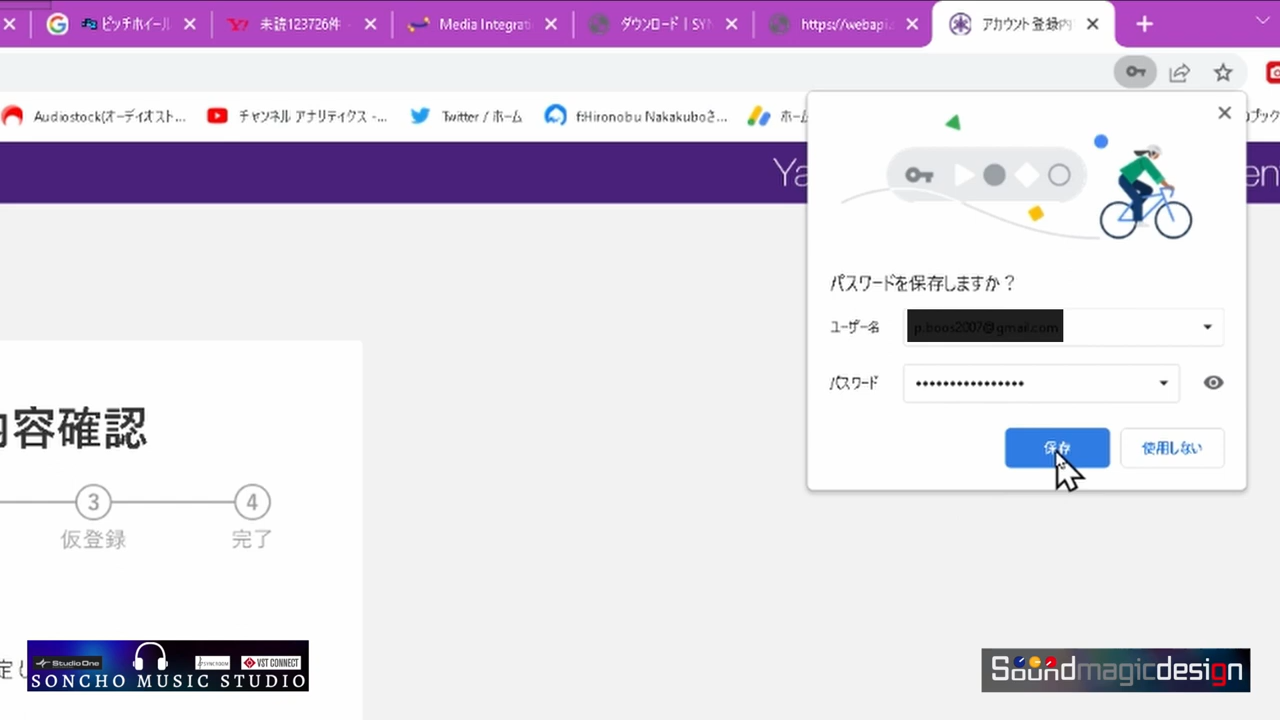 ピッチホイール
未読123726件 -
Media Integrati
ダウンロード | SYN
https://webapi.
アカウント登録内
Audiostock(オーディオスト...
チャンネル アナリティクス -...
Twitter / ホーム
f:Hironobu Nakakuboさ...
ホーム
ブック
Ya
en
パスワードを保存しますか？
ユーザー名
パスワード
••••••••••••••••
保存
使用しない
内容確認
3
4
仮登録
完了
定し
Studio One
SYNCROOM
VST CONNECT
SONCHO MUSIC STUDIO
Soundmagicdesign